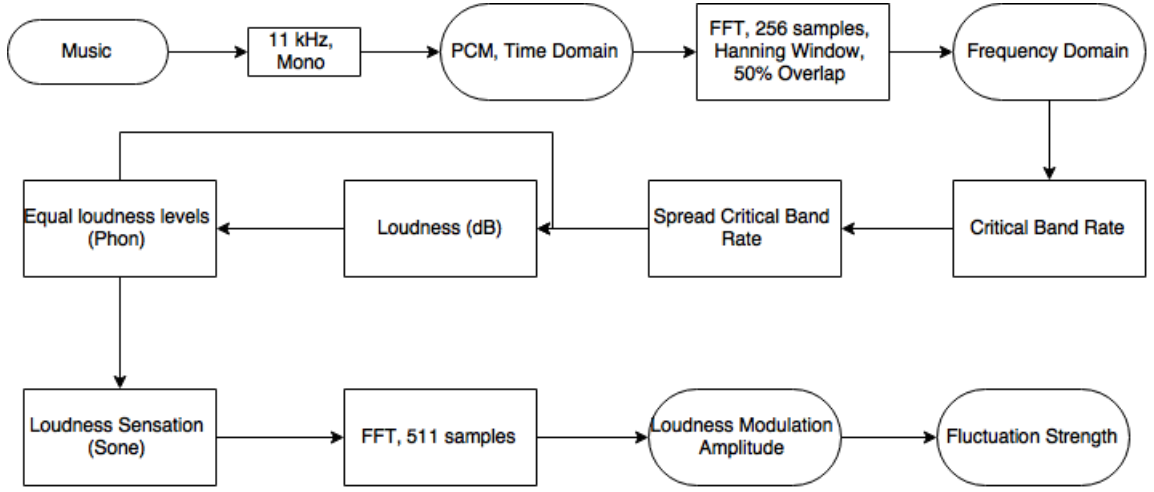 Music
11 kHz,
Mono
PCM, Time Domain
FFT, 256 samples,
Hanning Window,
50% Overlap
Frequency Domain
Equal loudness levels
(Phon)
Loudness (dB)
Spread Critical Band
Rate
Critical Band Rate
Loudness Sensation
(Sone)
FFT, 511 samples
Loudness Modulation
Amplitude
Fluctuation Strength